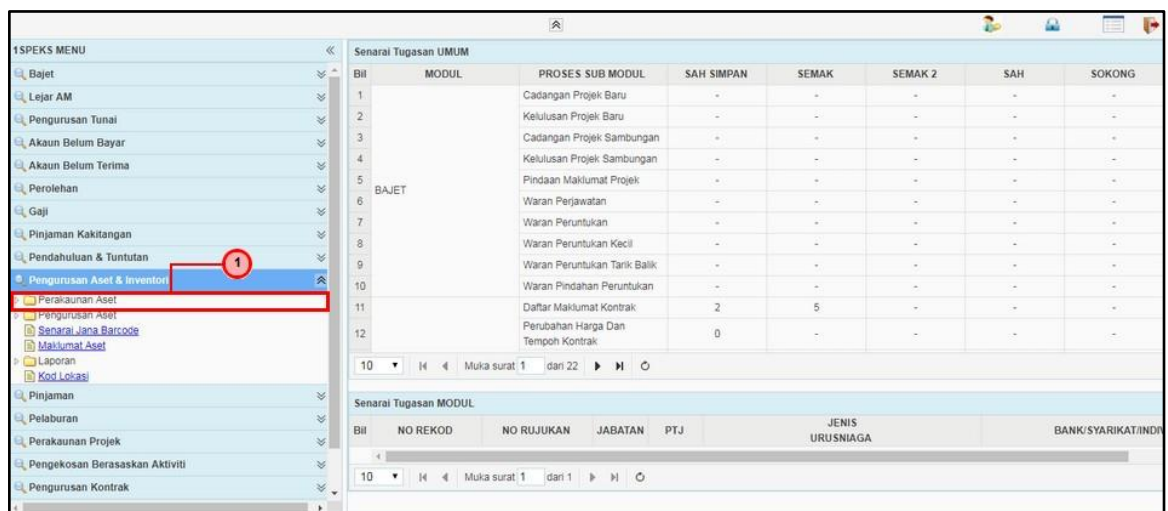 1SPEKS MENU
Bajet
Lejar AM
Pengurusan Tunai
Akaun Belum Bayar
Akaun Belum Terima
Perolehan
Gaji
Pinjaman Kakitangan
Pendahuluan & Tuntutan
1
Pengurusan Aset & Inventori
Perakaunan Aset
Pengurusan Aset
Senarai Jana Barcode
Maklumat Aset
Laporan
Kod Lokasi
Pinjaman
Pelaburan
Perakaunan Projek
Pengekosan Berasaskan Aktiviti
Pengurusan Kontrak
Senarai Tugasan UMUM
Bil MODUL PROSES SUB MODUL SAH SIMPAN SEMAK SEMAK 2 SAH SOKONG
1 Cadangan Projek Baru - - - - -
2 Kelulusan Projek Baru - - - - -
3 Cadangan Projek Sambungan - - - - -
4 Kelulusan Projek Sambungan - - - - -
5 Pindaan Maklumat Projek - - - - -
BAJET
6 Waran Perjawatan - - - - -
7 Waran Peruntukan - - - - -
8 Waran Peruntukan Kecil - - - - -
9 Waran Peruntukan Tarik Balik - - - - -
10 Waran Pindahan Peruntukan - - - - -
11 Daftar Maklumat Kontrak 2 5 - - -
12 Perubahan Harga Dan
Tempoh Kontrak 0 - - - -
10 Muka surat 1 dari 22
Senarai Tugasan MODUL
Bil NO REKOD NO RUJUKAN JABATAN PTJ JENIS
URUSNIAGA BANK/SYARIKAT/INDIV
10 Muka surat 1 dari 1